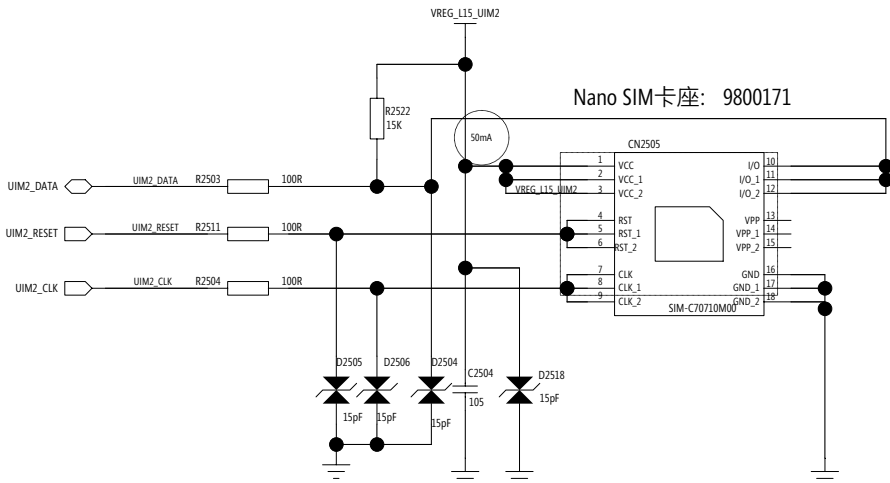 VREG_L15_UIM2
Nano SIM卡座: 9800171
R2522
15K
50mA
CN2505
1 VCC I/O 10
2 VCC_1 I/O_1 11
UIM2_DATA UIM2_DATA R2503 100R
VREG_L15_UIM2 3 VCC_2 I/O_2 12
4 RST VPP 13
UIM2_RESET UIM2_RESET R2511 100R 5 RST_1 VPP_1 14
6 RST_2 VPP_2 15
7 CLK GND 16
UIM2_CLK UIM2_CLK R2504 100R 8 CLK_1 GND_1 17
9 CLK_2 GND_2 18
SIM-C70710M00
D2505 D2506 D2504 C2504 D2518
15pF 15pF 15pF 105 15pF